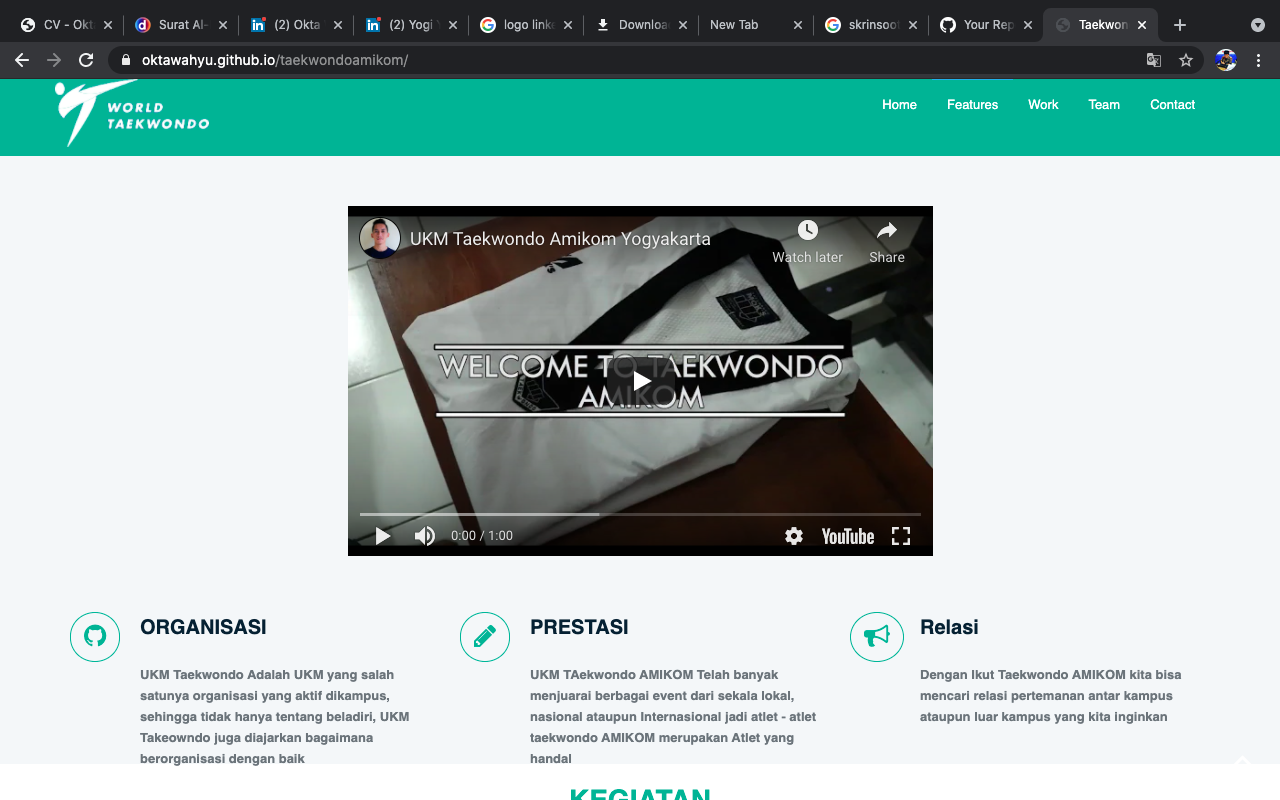 CV - Okt
Surat Al-
(2) Okta
(2) Yogi
logo linke
Downloa
New Tab
skrinsoot
Your Rep
Taekwon
oktawahyu.github.io/taekwondoamikom/
WORLD
TAEKWONDO
Home Features Work Team Contact
UKM Taekwondo Amikom Yogyakarta
Watch later
Share
WELCOME TO TAEKWONDO
AMIKOM
0:00 / 1:00
YouTube
ORGANISASI
UKM Taekwondo Adalah UKM yang salah
satunya organisasi yang aktif dikampus,
sehingga tidak hanya tentang beladiri, UKM
Takeowndo juga diajarkan bagaimana
berorganisasi dengan baik
PRESTASI
UKM TAekwondo AMIKOM Telah banyak
menjuarai berbagai event dari sekala lokal,
nasional ataupun Internasional jadi atlet - atlet
taekwondo AMIKOM merupakan Atlet yang
handal
Relasi
Dengan Ikut Taekwondo AMIKOM kita bisa
mencari relasi pertemanan antar kampus
ataupun luar kampus yang kita inginkan
KEGIATAN